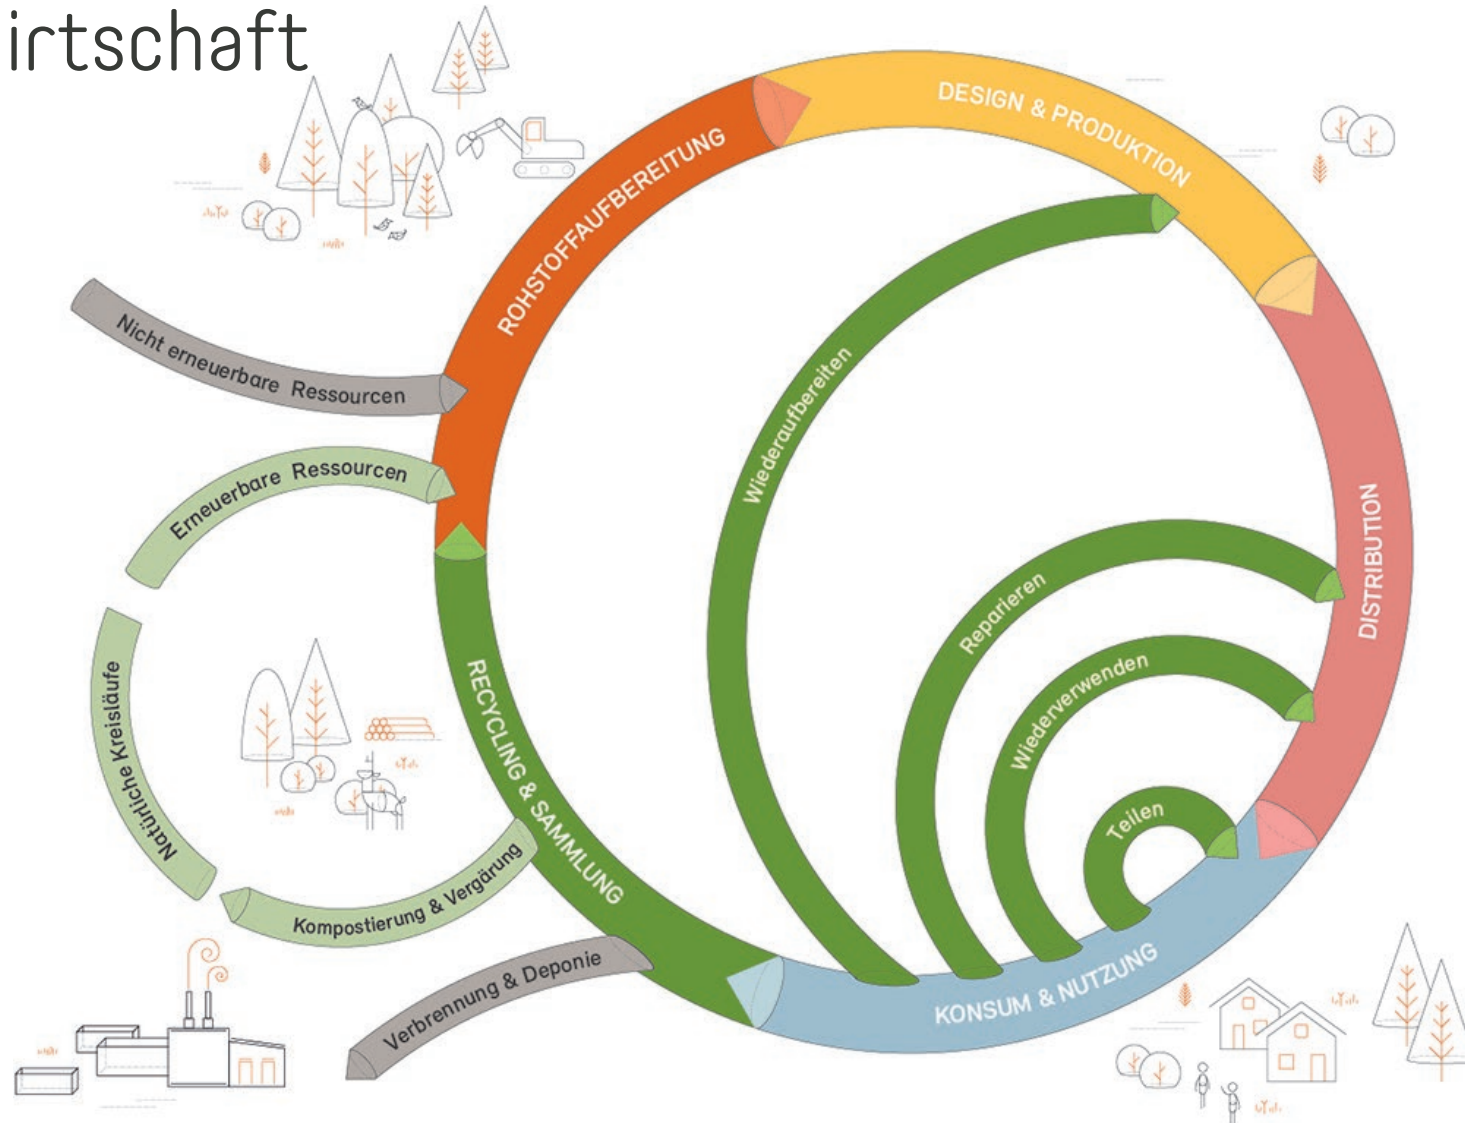 irtschaft
DESIGN & PRODUKTION
ROHSTOFFAUFBEREITUNG
Nicht erneuerbare Ressourcen
Wiederaufbereiten
Erneuerbare Ressourcen
DISTRIBUTION
Reparieren
Wiederverwenden
Natürliche Kreisläufe
RECYCLING & SAMMLUNG
Teilen
Kompostierung & Vergärung
Verbrennung & Deponie
KONSUM & NUTZUNG